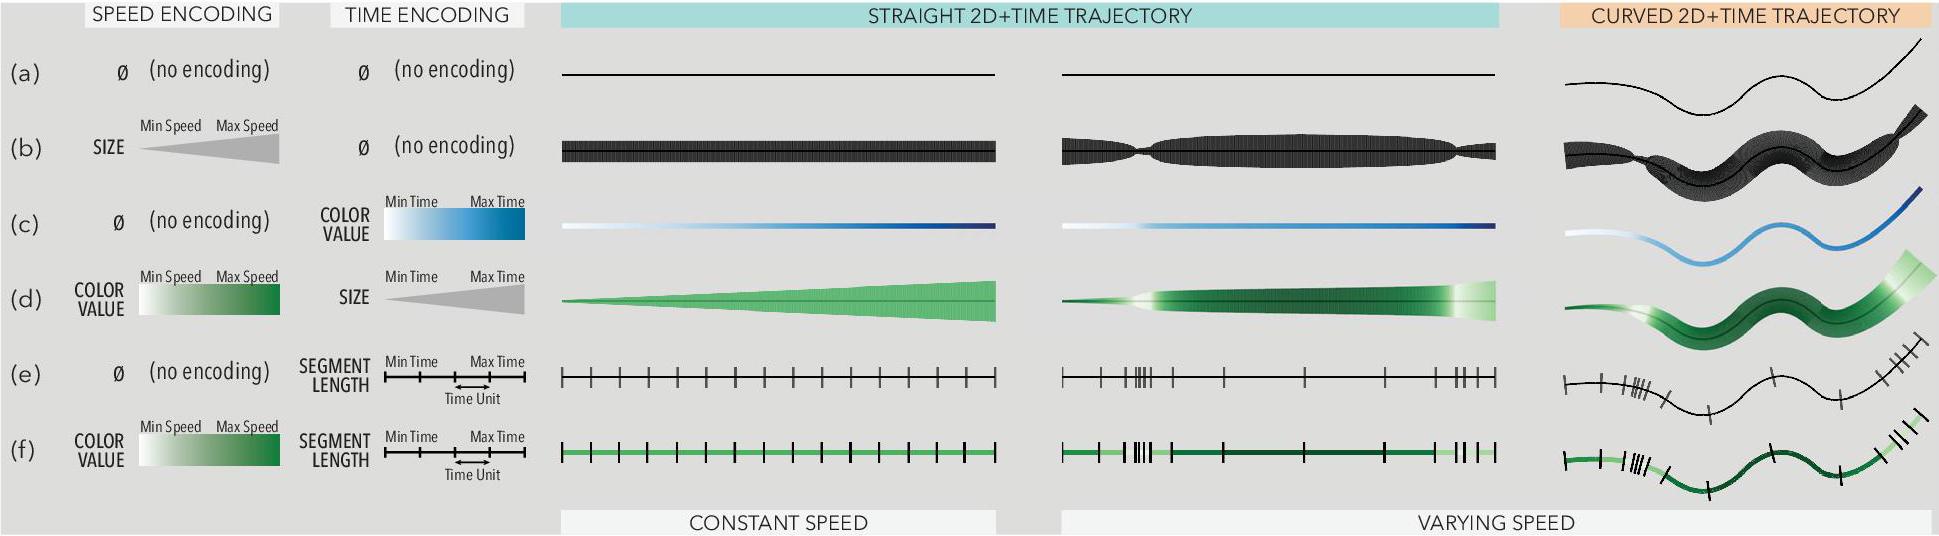 SPEED ENCODING TIME ENCODING STRAIGHT 2D+TIME TRAJECTORY CURVED 2D+TIME TRAJECTORY
(a) Ø (no encoding) Ø (no encoding)
Min Speed Max Speed
(b) SIZE Ø (no encoding)
Min Time Max Time
(c) Ø (no encoding) COLOR
VALUE
Min Speed Max Speed Min Time Max Time
(d) COLOR SIZE
VALUE
Min Time Max Time
(e) Ø (no encoding) SEGMENT
LENGTH
Time Unit
Min Speed Max Speed Min Time Max Time
(f) COLOR SEGMENT
VALUE LENGTH
Time Unit
CONSTANT SPEED VARYING SPEED